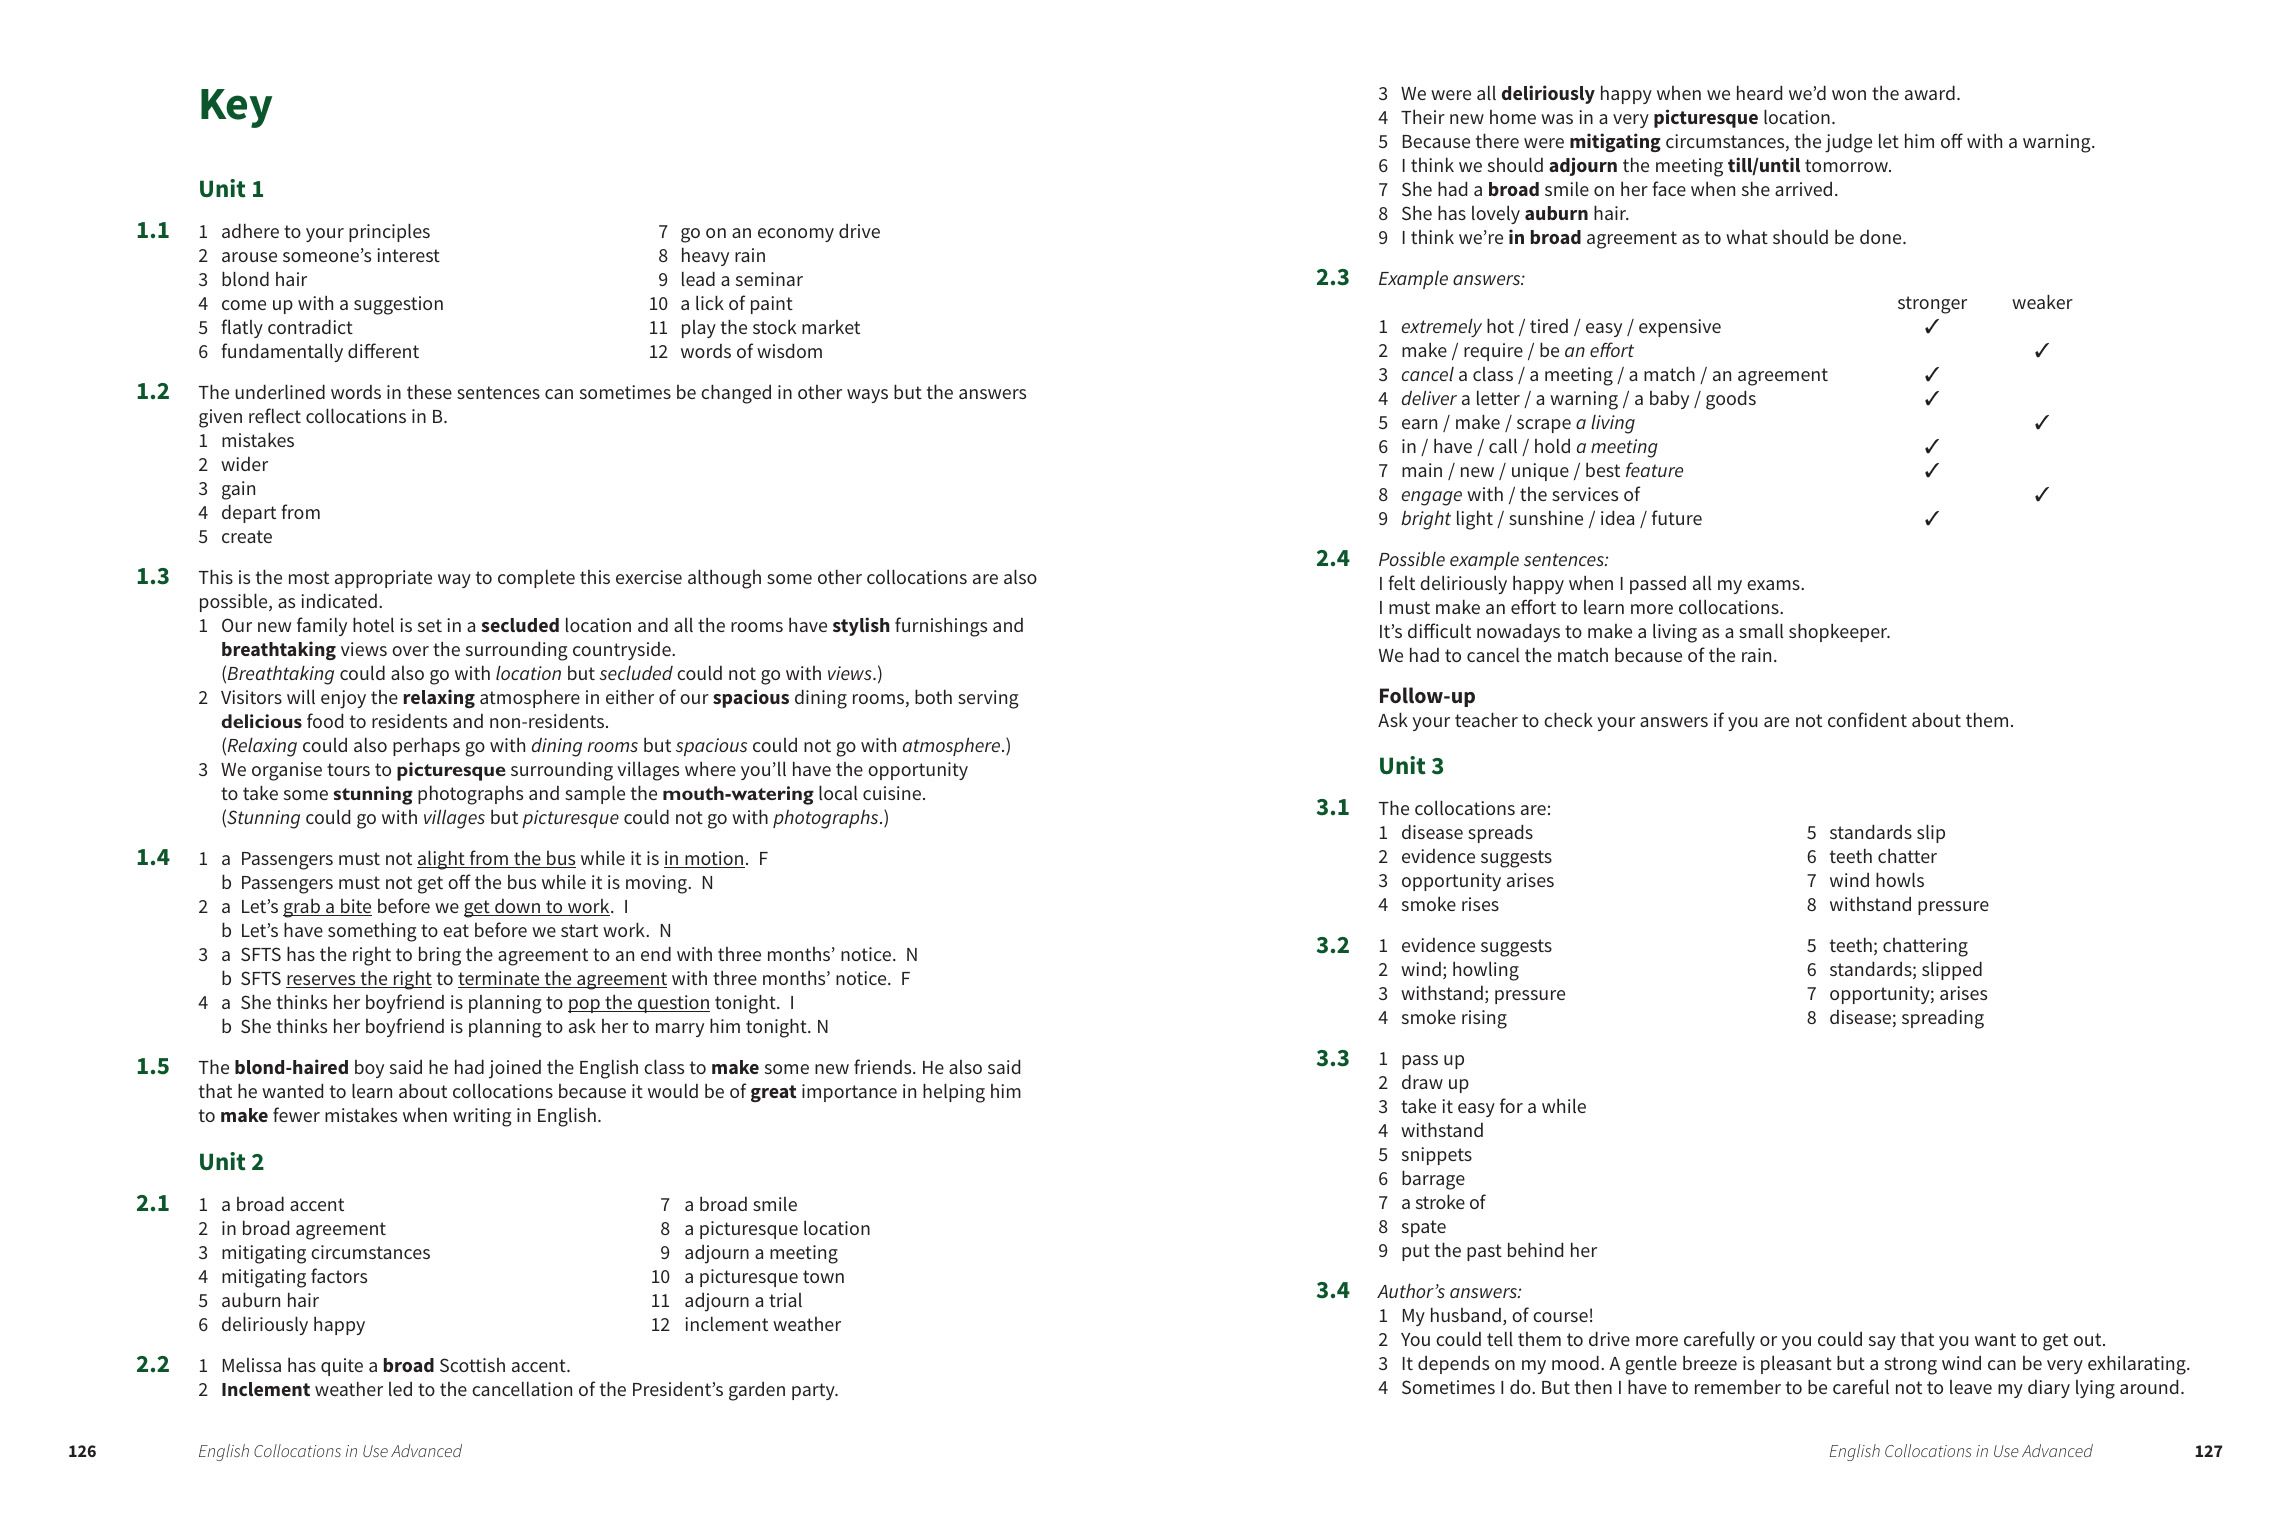 Key
Unit 1
1.1 1 adhere to your principles
2 arouse someone’s interest
3 blond hair
4 come up with a suggestion
5 flatly contradict
6 fundamentally different
7 go on an economy drive
8 heavy rain
9 lead a seminar
10 a lick of paint
11 play the stock market
12 words of wisdom
1.2 The underlined words in these sentences can sometimes be changed in other ways but the answers
given reflect collocations in B.
1 mistakes
2 wider
3 gain
4 depart from
5 create
1.3 This is the most appropriate way to complete this exercise although some other collocations are also
possible, as indicated.
1 Our new family hotel is set in a secluded location and all the rooms have stylish furnishings and
breathtaking views over the surrounding countryside.
(Breathtaking could also go with location but secluded could not go with views.)
2 Visitors will enjoy the relaxing atmosphere in either of our spacious dining rooms, both serving
delicious food to residents and non-residents.
(Relaxing could also perhaps go with dining rooms but spacious could not go with atmosphere.)
3 We organise tours to picturesque surrounding villages where you’ll have the opportunity
to take some stunning photographs and sample the mouth-watering local cuisine.
(Stunning could go with villages but picturesque could not go with photographs.)
1.4 1 a Passengers must not alight from the bus while it is in motion. F
b Passengers must not get off the bus while it is moving. N
2 a Let’s grab a bite before we get down to work. I
b Let’s have something to eat before we start work. N
3 a SFTS has the right to bring the agreement to an end with three months’ notice. N
b SFTS reserves the right to terminate the agreement with three months’ notice. F
4 a She thinks her boyfriend is planning to pop the question tonight. I
b She thinks her boyfriend is planning to ask her to marry him tonight. N
1.5 The blond-haired boy said he had joined the English class to make some new friends. He also said
that he wanted to learn about collocations because it would be of great importance in helping him
to make fewer mistakes when writing in English.
Unit 2
2.1 1 a broad accent
2 in broad agreement
3 mitigating circumstances
4 mitigating factors
5 auburn hair
6 deliriously happy
7 a broad smile
8 a picturesque location
9 adjourn a meeting
10 a picturesque town
11 adjourn a trial
12 inclement weather
2.2 1 Melissa has quite a broad Scottish accent.
2 Inclement weather led to the cancellation of the President’s garden party.
126 English Collocations in Use Advanced
3 We were all deliriously happy when we heard we’d won the award.
4 Their new home was in a very picturesque location.
5 Because there were mitigating circumstances, the judge let him off with a warning.
6 I think we should adjourn the meeting till/until tomorrow.
7 She had a broad smile on her face when she arrived.
8 She has lovely auburn hair.
9 I think we’re in broad agreement as to what should be done.
2.3 Example answers:
stronger weaker
1 extremely hot / tired / easy / expensive ✓
2 make / require / be an effort ✓
3 cancel a class / a meeting / a match / an agreement ✓
4 deliver a letter / a warning / a baby / goods ✓
5 earn / make / scrape a living ✓
6 in / have / call / hold a meeting ✓
7 main / new / unique / best feature ✓
8 engage with / the services of ✓
9 bright light / sunshine / idea / future ✓
2.4 Possible example sentences:
I felt deliriously happy when I passed all my exams.
I must make an effort to learn more collocations.
It’s difficult nowadays to make a living as a small shopkeeper.
We had to cancel the match because of the rain.
Follow-up
Ask your teacher to check your answers if you are not confident about them.
Unit 3
3.1 The collocations are:
1 disease spreads
2 evidence suggests
3 opportunity arises
4 smoke rises
5 standards slip
6 teeth chatter
7 wind howls
8 withstand pressure
3.2 1 evidence suggests
2 wind; howling
3 withstand; pressure
4 smoke rising
5 teeth; chattering
6 standards; slipped
7 opportunity; arises
8 disease; spreading
3.3 1 pass up
2 draw up
3 take it easy for a while
4 withstand
5 snippets
6 barrage
7 a stroke of
8 spate
9 put the past behind her
3.4 Author’s answers:
1 My husband, of course!
2 You could tell them to drive more carefully or you could say that you want to get out.
3 It depends on my mood. A gentle breeze is pleasant but a strong wind can be very exhilarating.
4 Sometimes I do. But then I have to remember to be careful not to leave my diary lying around.
English Collocations in Use Advanced 127